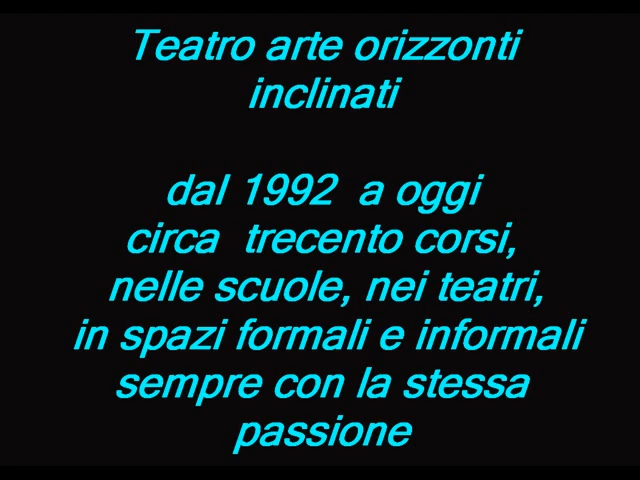 Teatro arte orizzonti
inclinati
dal 1992 a oggi
circa trecento corsi,
nelle scuole, nei teatri,
in spazi formali e informali
sempre con la stessa
passione